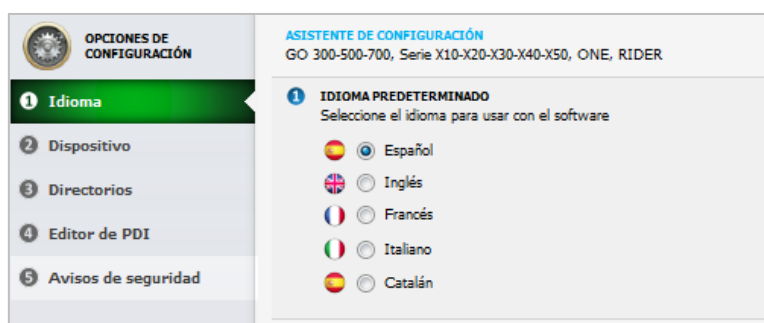 OPCIONES DE
CONFIGURACIÓN
1 Idioma
2 Dispositivo
3 Directorios
4 Editor de PDI
5 Avisos de seguridad
ASISTENTE DE CONFIGURACIÓN
GO 300-500-700, Serie X10-X20-X30-X40-X50, ONE, RIDER
1 IDIOMA PREDETERMINADO
Seleccione el idioma para usar con el software
Español
Inglés
Francés
Italiano
Catalán